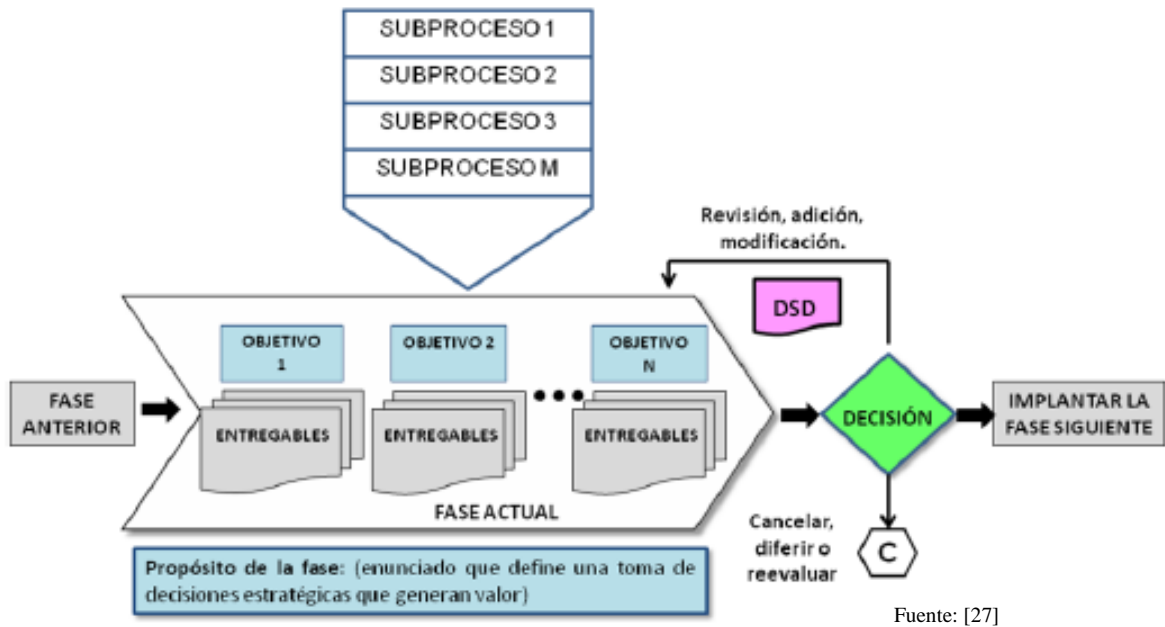 SUBPROCESO 1
SUBPROCESO 2
SUBPROCESO 3
SUBPROCESO M
Revisión, adición,
modificación.
DSD
OBJETIVO
1
OBJETIVO 2
OBJETIVO
N
FASE
ANTERIOR
ENTREGABLES
ENTREGABLES
ENTREGABLES
FASE ACTUAL
DECISIÓN
IMPLANTAR LA
FASE SIGUIENTE
Cancelar,
diferir o
reevaluar
C
Propósito de la fase: (enunciado que define una toma de
decisiones estratégicas que generan valor)
Fuente: [27]